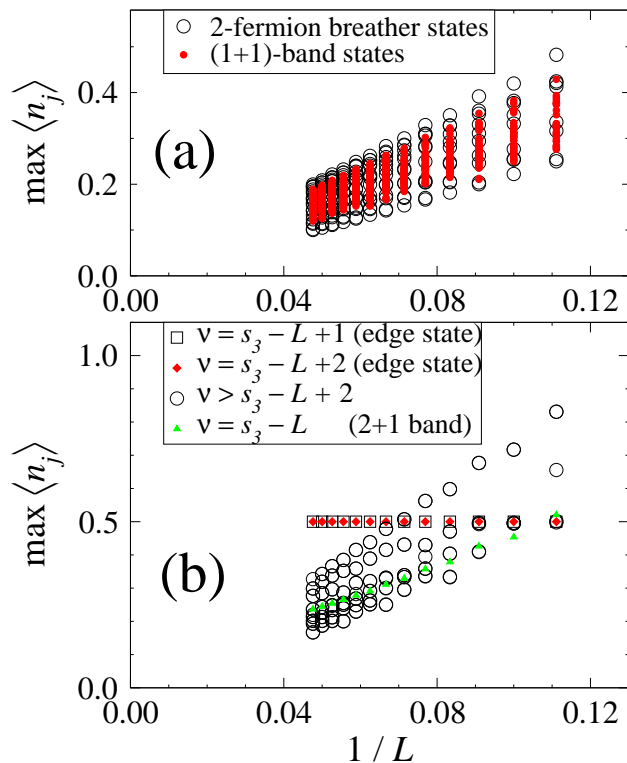 2-fermion breather states
(1+1)-band states
max ⟨n_j⟩
0.4
0.2
0.0
(a)
0.00 0.04 0.08 0.12
ν = s_3 − L + 1 (edge state)
ν = s_3 − L + 2 (edge state)
ν > s_3 − L + 2
ν = s_3 − L (2+1 band)
max ⟨n_j⟩
1.0
0.5
0.0
(b)
0.00 0.04 0.08 0.12
1 / L